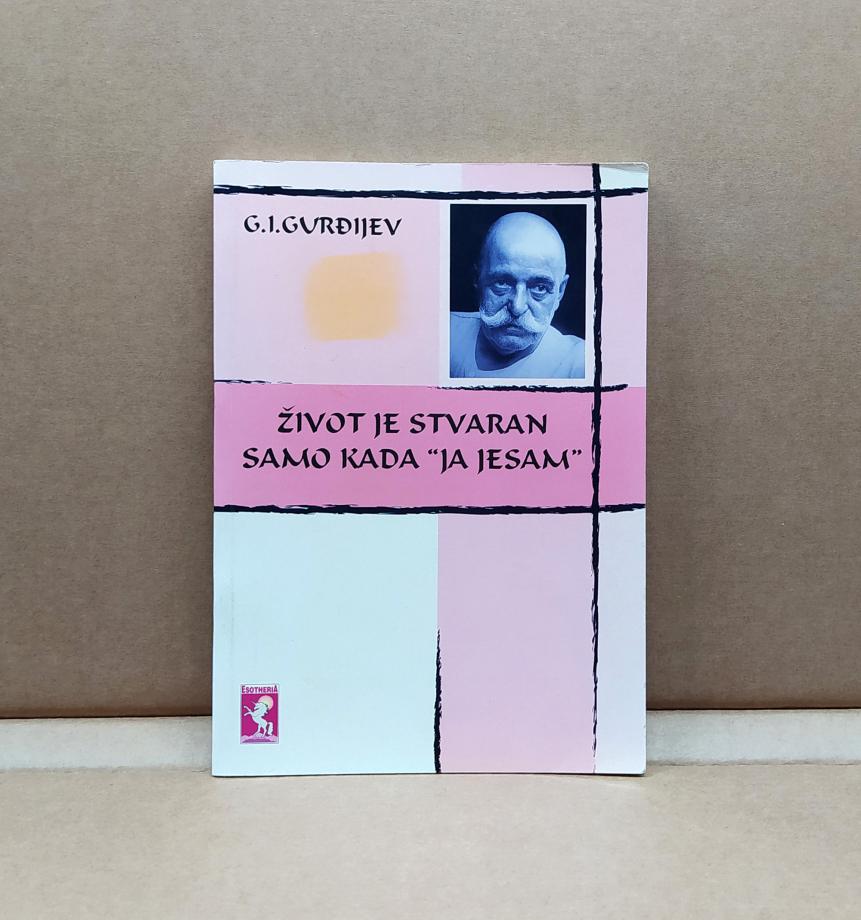 G.I.GURĐIJEV
ŽIVOT JE STVARAN
SAMO KADA “JA JESAM”
ESOTHERIA